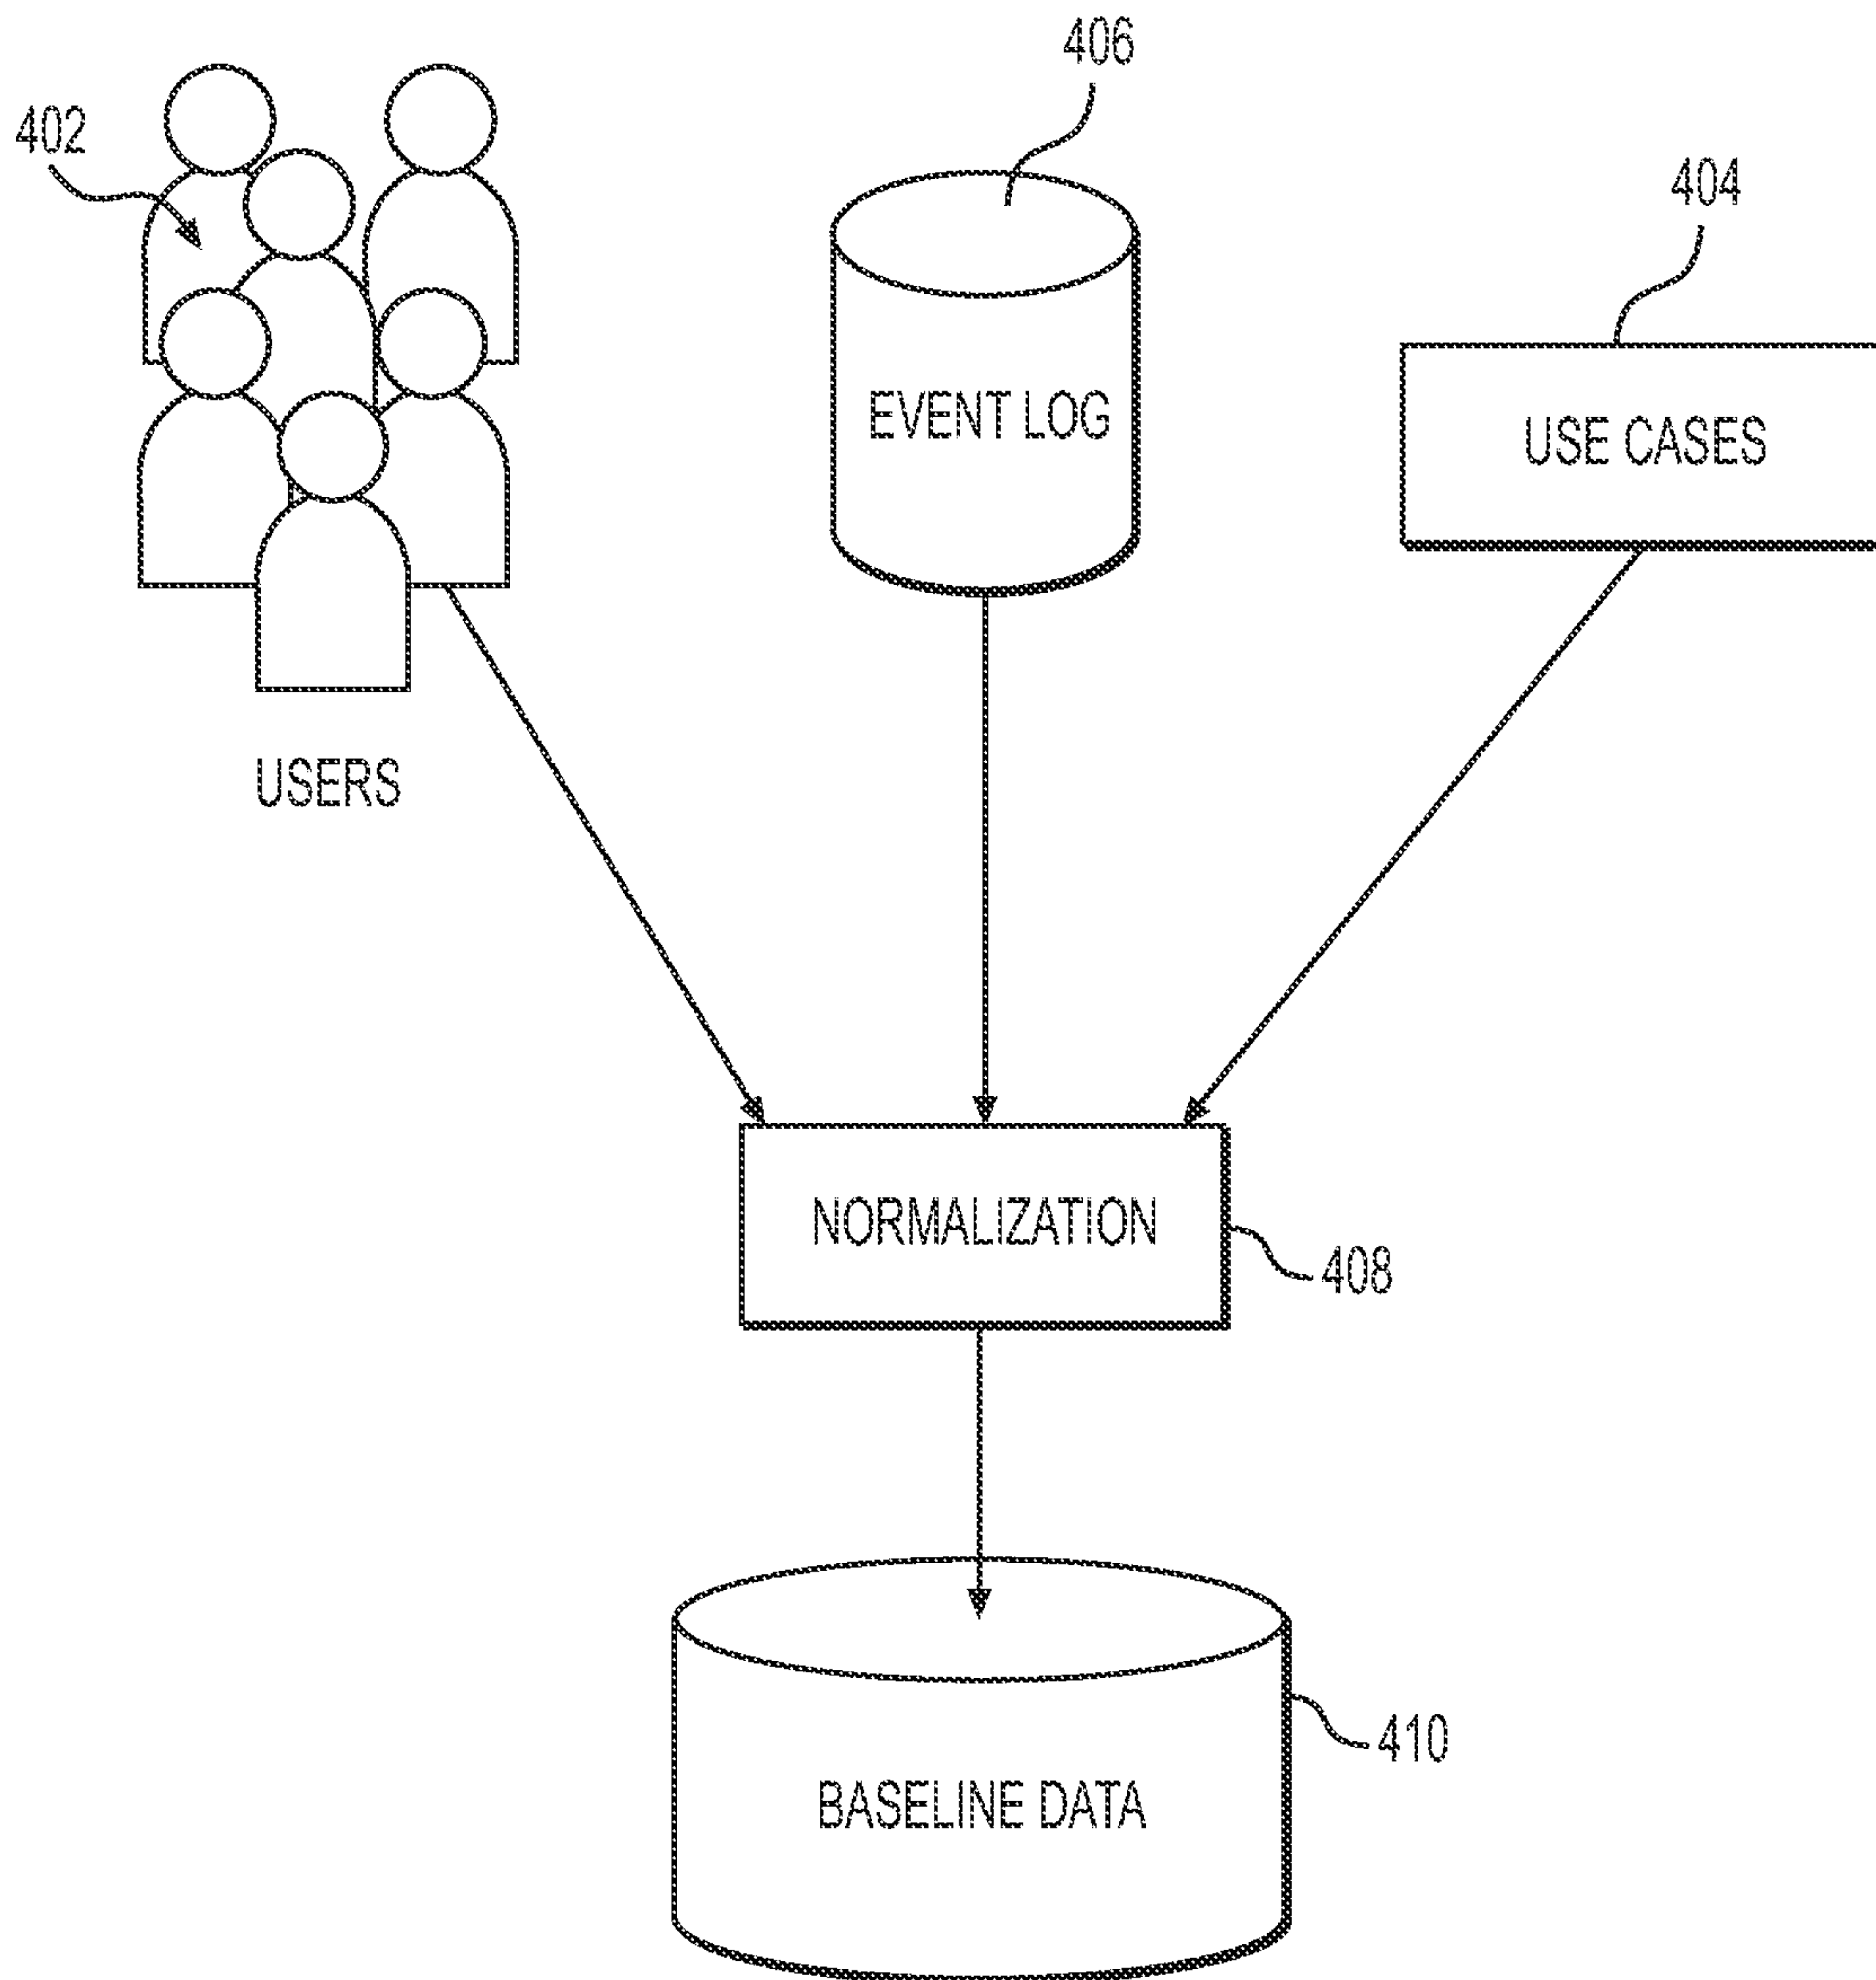 406
402
404
EVENT LOG
USE CASES
USERS
NORMALIZATION
408
410
BASELINE DATA